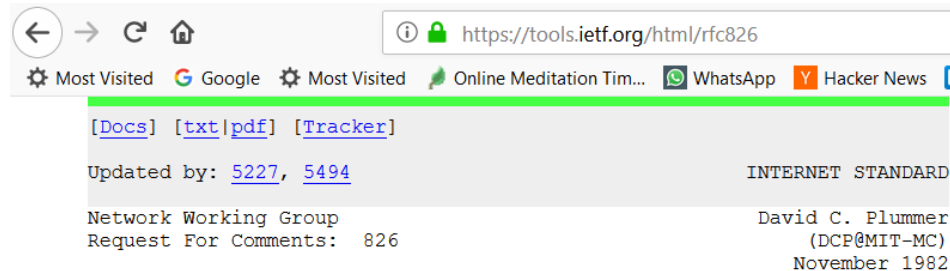 https://tools.ietf.org/html/rfc826
Most Visited Google Most Visited Online Meditation Tim... WhatsApp Y Hacker News
[Docs] [txt|pdf] [Tracker]
Updated by: 5227, 5494 INTERNET STANDARD
Network Working Group David C. Plummer
Request For Comments: 826 (DCP@MIT-MC)
November 1982